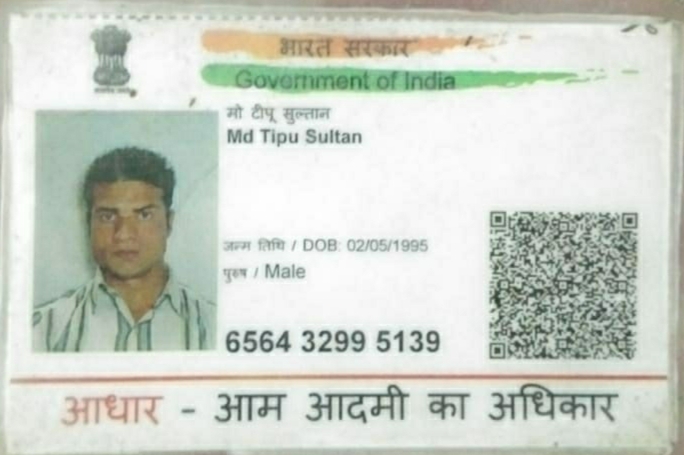 भारत सरकार
Government of India
मो टीपू सुल्तान
Md Tipu Sultan
जन्म तिथि / DOB: 02/05/1995
पुरुष / Male
6564 3299 5139
आधार - आम आदमी का अधिकार